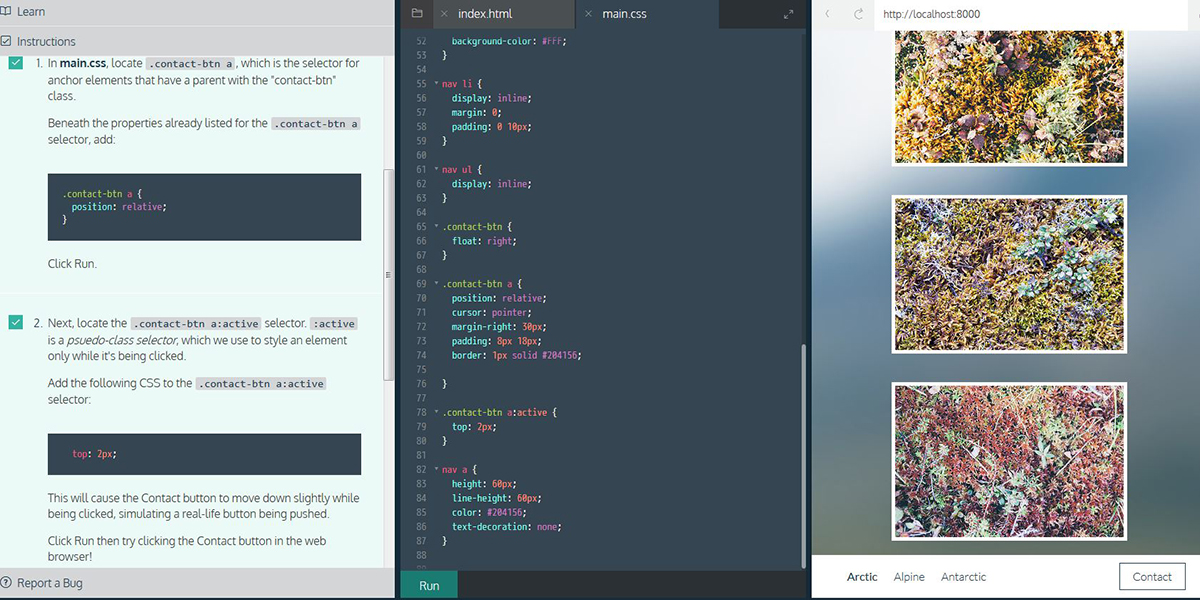 Learn
Instructions
1. In main.css, locate .contact-btn a, which is the selector for
anchor elements that have a parent with the "contact-btn"
class.
Beneath the properties already listed for the .contact-btn a
selector, add:
.contact-btn a {
position: relative;
}
Click Run.
2. Next, locate the .contact-btn a:active selector. :active
is a psuedo-class selector, which we use to style an element
only while it's being clicked.
Add the following CSS to the .contact-btn a:active
selector:
top: 2px;
This will cause the Contact button to move down slightly while
being clicked, simulating a real-life button being pushed.
Click Run then try clicking the Contact button in the web
browser!
Report a Bug
index.html
main.css
52 background-color: #FFF;
53 }
54
55 nav li {
56 display: inline;
57 margin: 0;
58 padding: 0 10px;
59 }
60
61 nav ul {
62 display: inline;
63 }
64
65 .contact-btn {
66 float: right;
67 }
68
69 .contact-btn a {
70 position: relative;
71 cursor: pointer;
72 margin-right: 30px;
73 padding: 8px 18px;
74 border: 1px solid #204156;
75
76 }
77
78 .contact-btn a:active {
79 top: 2px;
80 }
81
82 nav a {
83 height: 60px;
84 line-height: 60px;
85 color: #204156;
86 text-decoration: none;
87 }
88
Run
http://localhost:8000
Arctic Alpine Antarctic Contact